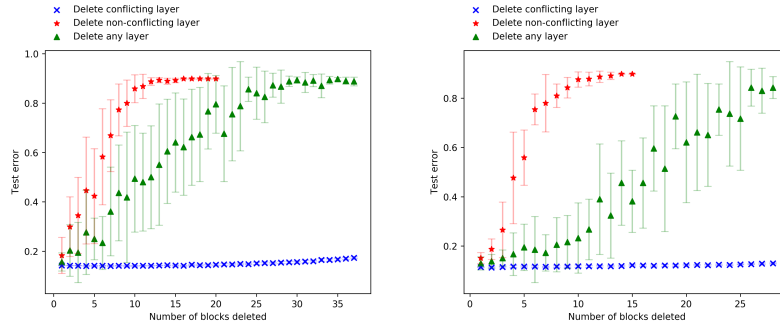 Delete conflicting layer
Delete non-conflicting layer
Delete any layer
1.0
0.8
0.6
0.4
0.2
Test error
0
5
10
15
20
25
30
35
Number of blocks deleted
Delete conflicting layer
Delete non-conflicting layer
Delete any layer
0.8
0.6
0.4
0.2
Test error
0
5
10
15
20
25
Number of blocks deleted